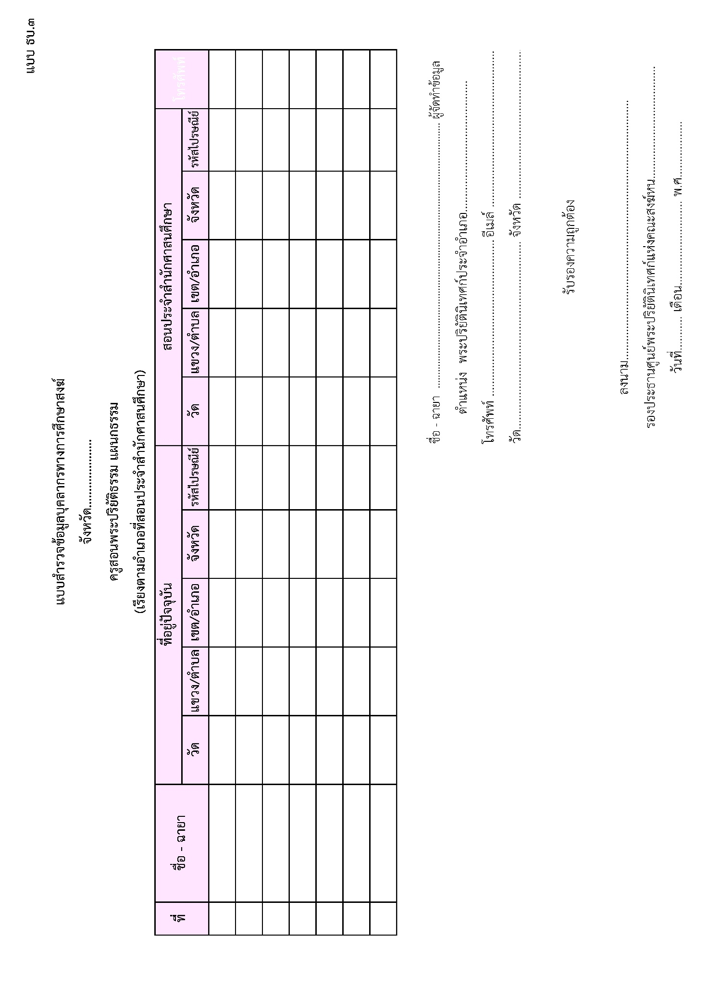 แบบ ธบ.๓
แบบสำรวจข้อมูลบุคลากรทางการศึกษาสงฆ์
จังหวัด....................
ครูสอนพระปริยัติธรรม แผนกธรรม
(เรียงตามอำเภอที่สอนประจำสำนักศาสนศึกษา)
ที่ ชื่อ - ฉายา ที่อยู่ปัจจุบัน สอนประจำสำนักศาสนศึกษา โทรศัพท์
วัด แขวง/ตำบล เขต/อำเภอ จังหวัด รหัสไปรษณีย์ วัด แขวง/ตำบล เขต/อำเภอ จังหวัด รหัสไปรษณีย์
ชื่อ - ฉายา ........................................................................ ผู้จัดทำข้อมูล
ตำแหน่ง พระปริยัตินิเทศก์ประจำอำเภอ........................................
โทรศัพท์ ................................................ อีเมล์ ................................................
วัด........................................................ จังหวัด ................................................
รับรองความถูกต้อง
ลงนาม................................................................................
รองประธานศูนย์พระปริยัตินิเทศก์แห่งคณะสงฆ์หน...................................
วันที่........... เดือน.......................... พ.ศ.................